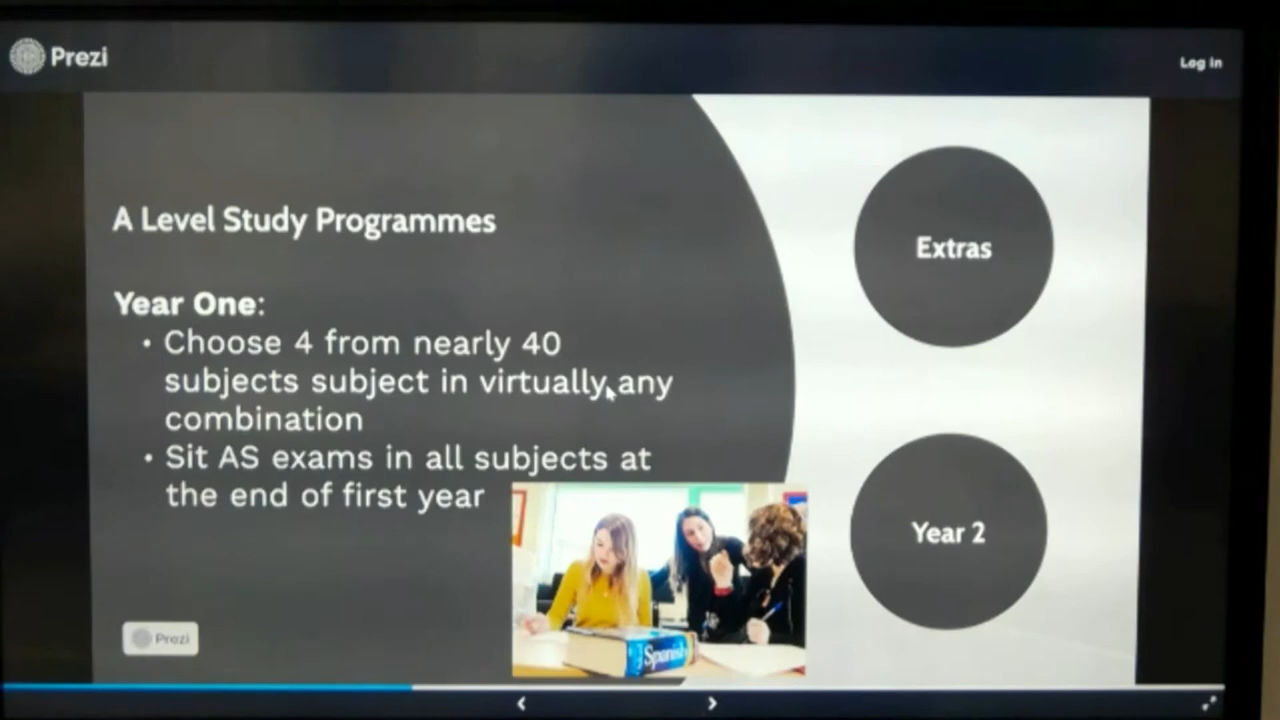 Prezi
Log in
A Level Study Programmes
Year One:
• Choose 4 from nearly 40
subjects subject in virtually any
combination
• Sit AS exams in all subjects at
the end of first year
Extras
Year 2
Spanish
Prezi